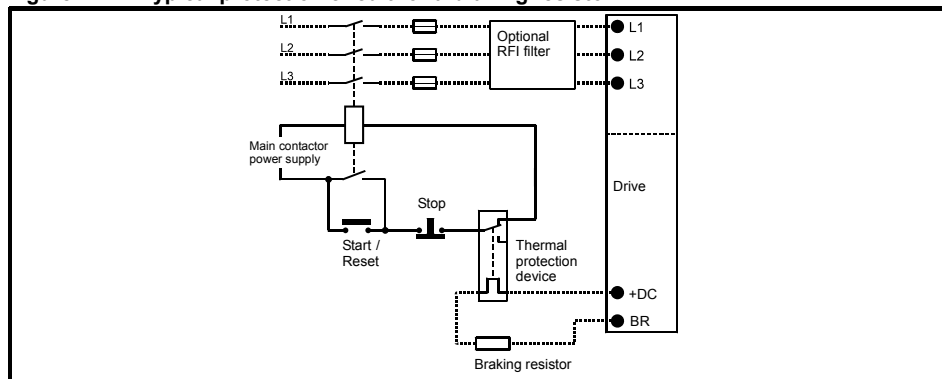 L1
L2
L3
Optional
RFI filter
L1
L2
L3
Main contactor
power supply
Drive
Stop
Start /
Reset
Thermal
protection
device
+DC
BR
Braking resistor